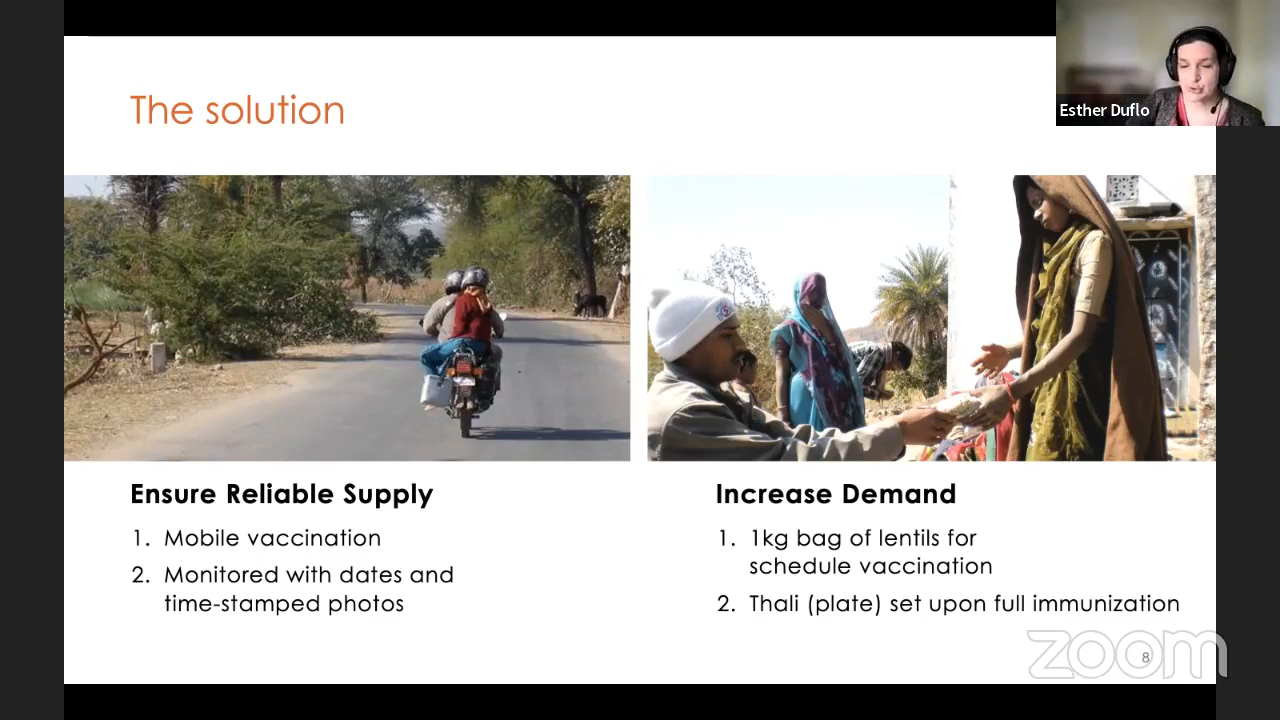 The solution
Esther Duflo
Ensure Reliable Supply
1. Mobile vaccination
2. Monitored with dates and
time-stamped photos
Increase Demand
1. 1kg bag of lentils for
schedule vaccination
2. Thali (plate) set upon full immunization
zoom
8